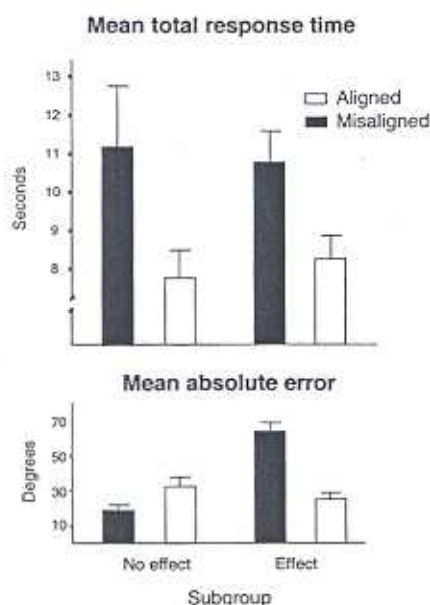 Mean total response time
13
12
11
10
9
8
Seconds
Aligned
Misaligned
Mean absolute error
70
50
30
10
Degrees
No effect
Effect
Subgroup